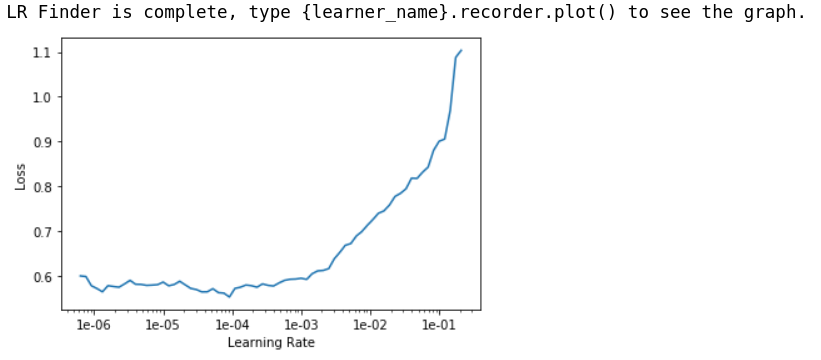 LR Finder is complete, type {learner_name}.recorder.plot() to see the graph.
1.1
1.0
0.9
0.8
0.7
0.6
Loss
1e-06 1e-05 1e-04 1e-03 1e-02 1e-01
Learning Rate